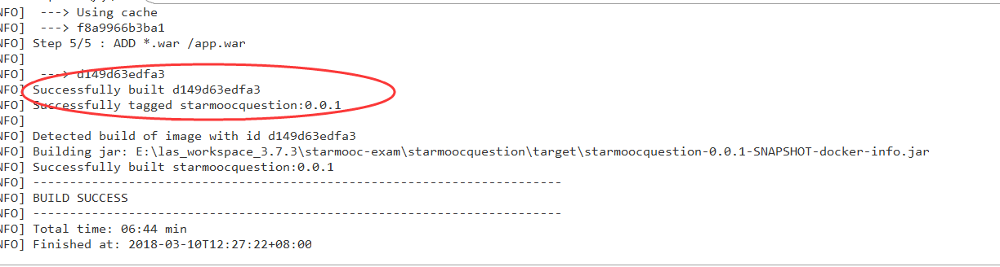 NFO]  ---> Using cache
NFO]  ---> f8a9966b3ba1
NFO] Step 5/5 : ADD *.war /app.war
NFO]
NFO]  ---> d149d63edfa3
NFO] Successfully built d149d63edfa3
NFO] Successfully tagged starmoocquestion:0.0.1
NFO]
NFO] Detected build of image with id d149d63edfa3
NFO] Building jar: E:\las_workspace_3.7.3\starmooc-exam\starmoocquestion\target\starmoocquestion-0.0.1-SNAPSHOT-docker-info.jar
NFO] Successfully built starmoocquestion:0.0.1
NFO] ------------------------------------------------------------------------
NFO] BUILD SUCCESS
NFO] ------------------------------------------------------------------------
NFO] Total time: 06:44 min
NFO] Finished at: 2018-03-10T12:27:22+08:00